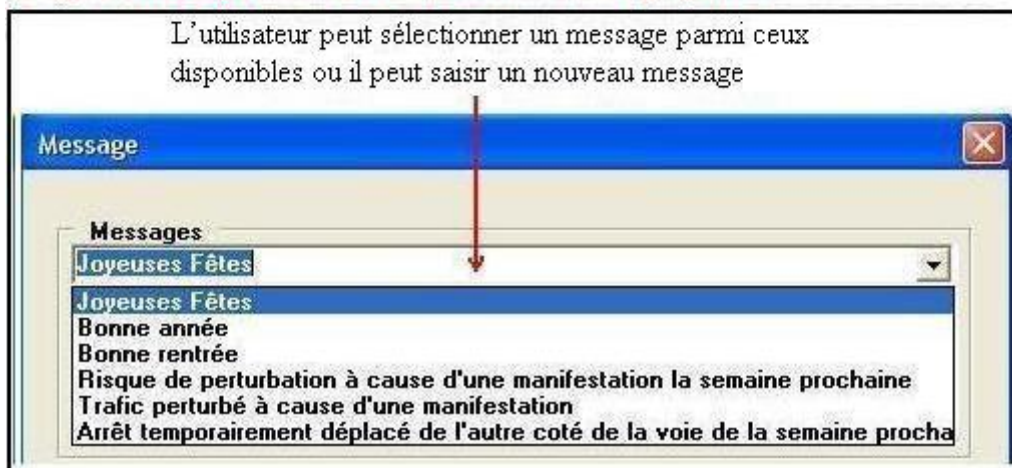 L'utilisateur peut sélectionner un message parmi ceux
disponibles ou il peut saisir un nouveau message
Message
Messages
Joyeuses Fêtes
Joyeuses Fêtes
Bonne année
Bonne rentrée
Risque de perturbation à cause d'une manifestation la semaine prochaine
Trafic perturbé à cause d'une manifestation
Arrêt temporairement déplacé de l'autre coté de la voie de la semaine procha